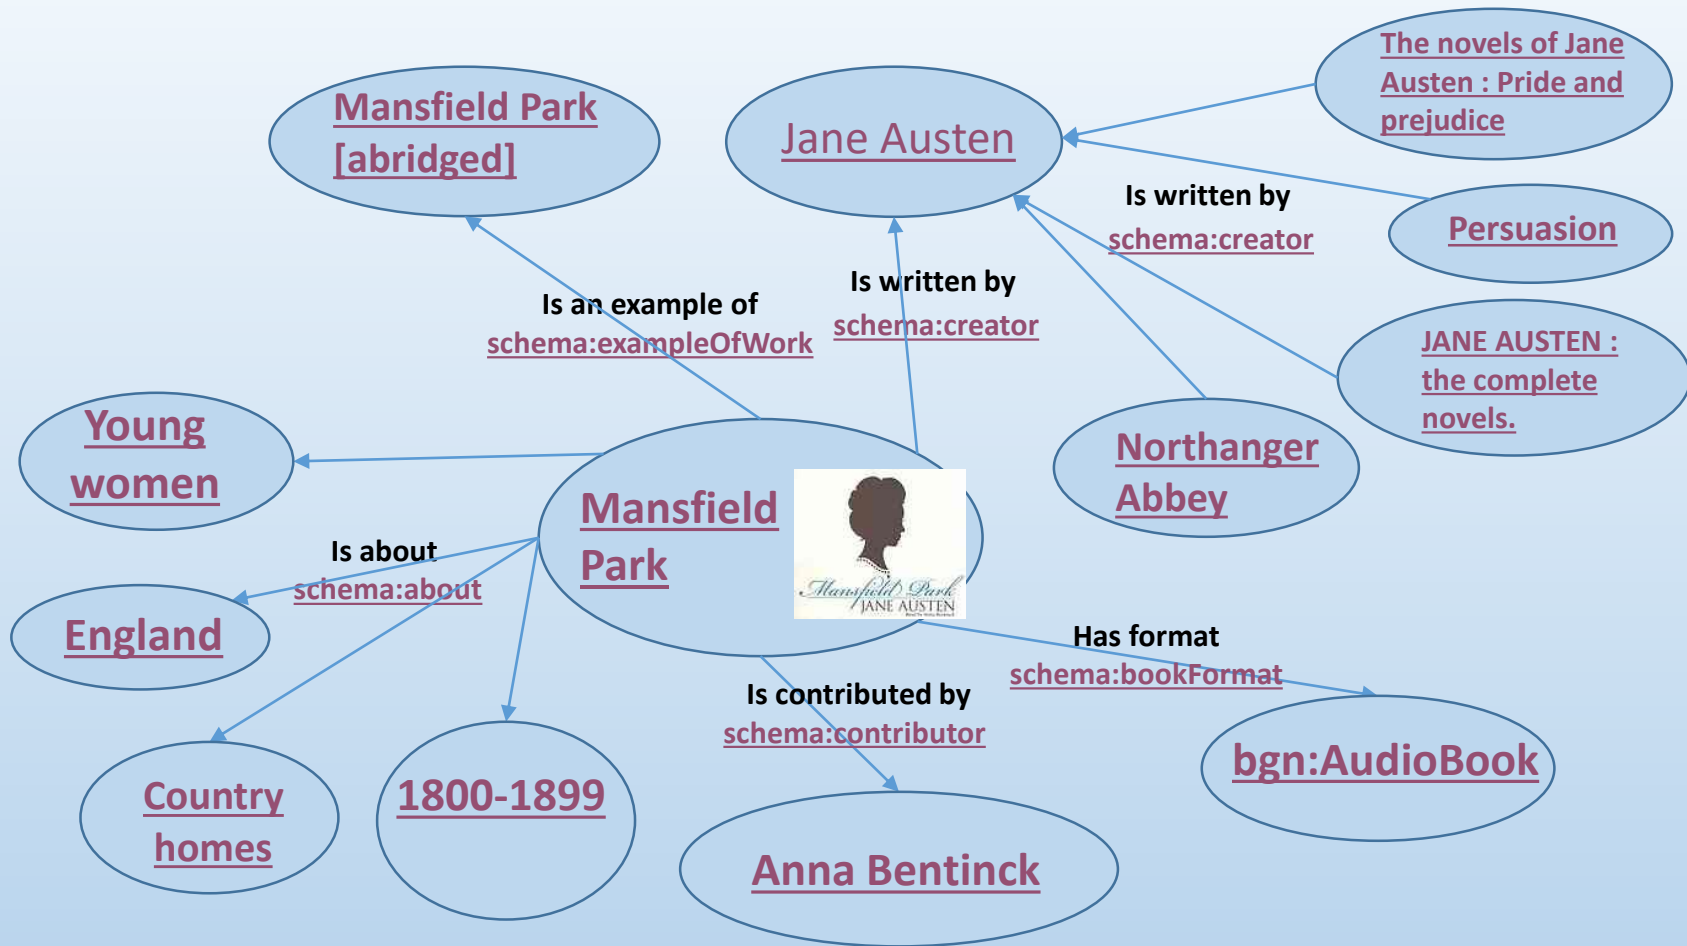 The novels of Jane
Austen : Pride and
prejudice
Mansfield Park
[abridged]
Jane Austen
Is written by
schema:creator
Persuasion
Is an example of
schema:exampleOfWork
Is written by
schema:creator
JANE AUSTEN :
the complete
novels.
Young
women
Northanger
Abbey
Mansfield
Park
Mansfield Park
JANE AUSTEN
Is about
schema:about
England
Has format
schema:bookFormat
Is contributed by
schema:contributor
bgn:AudioBook
Country
homes
1800-1899
Anna Bentinck